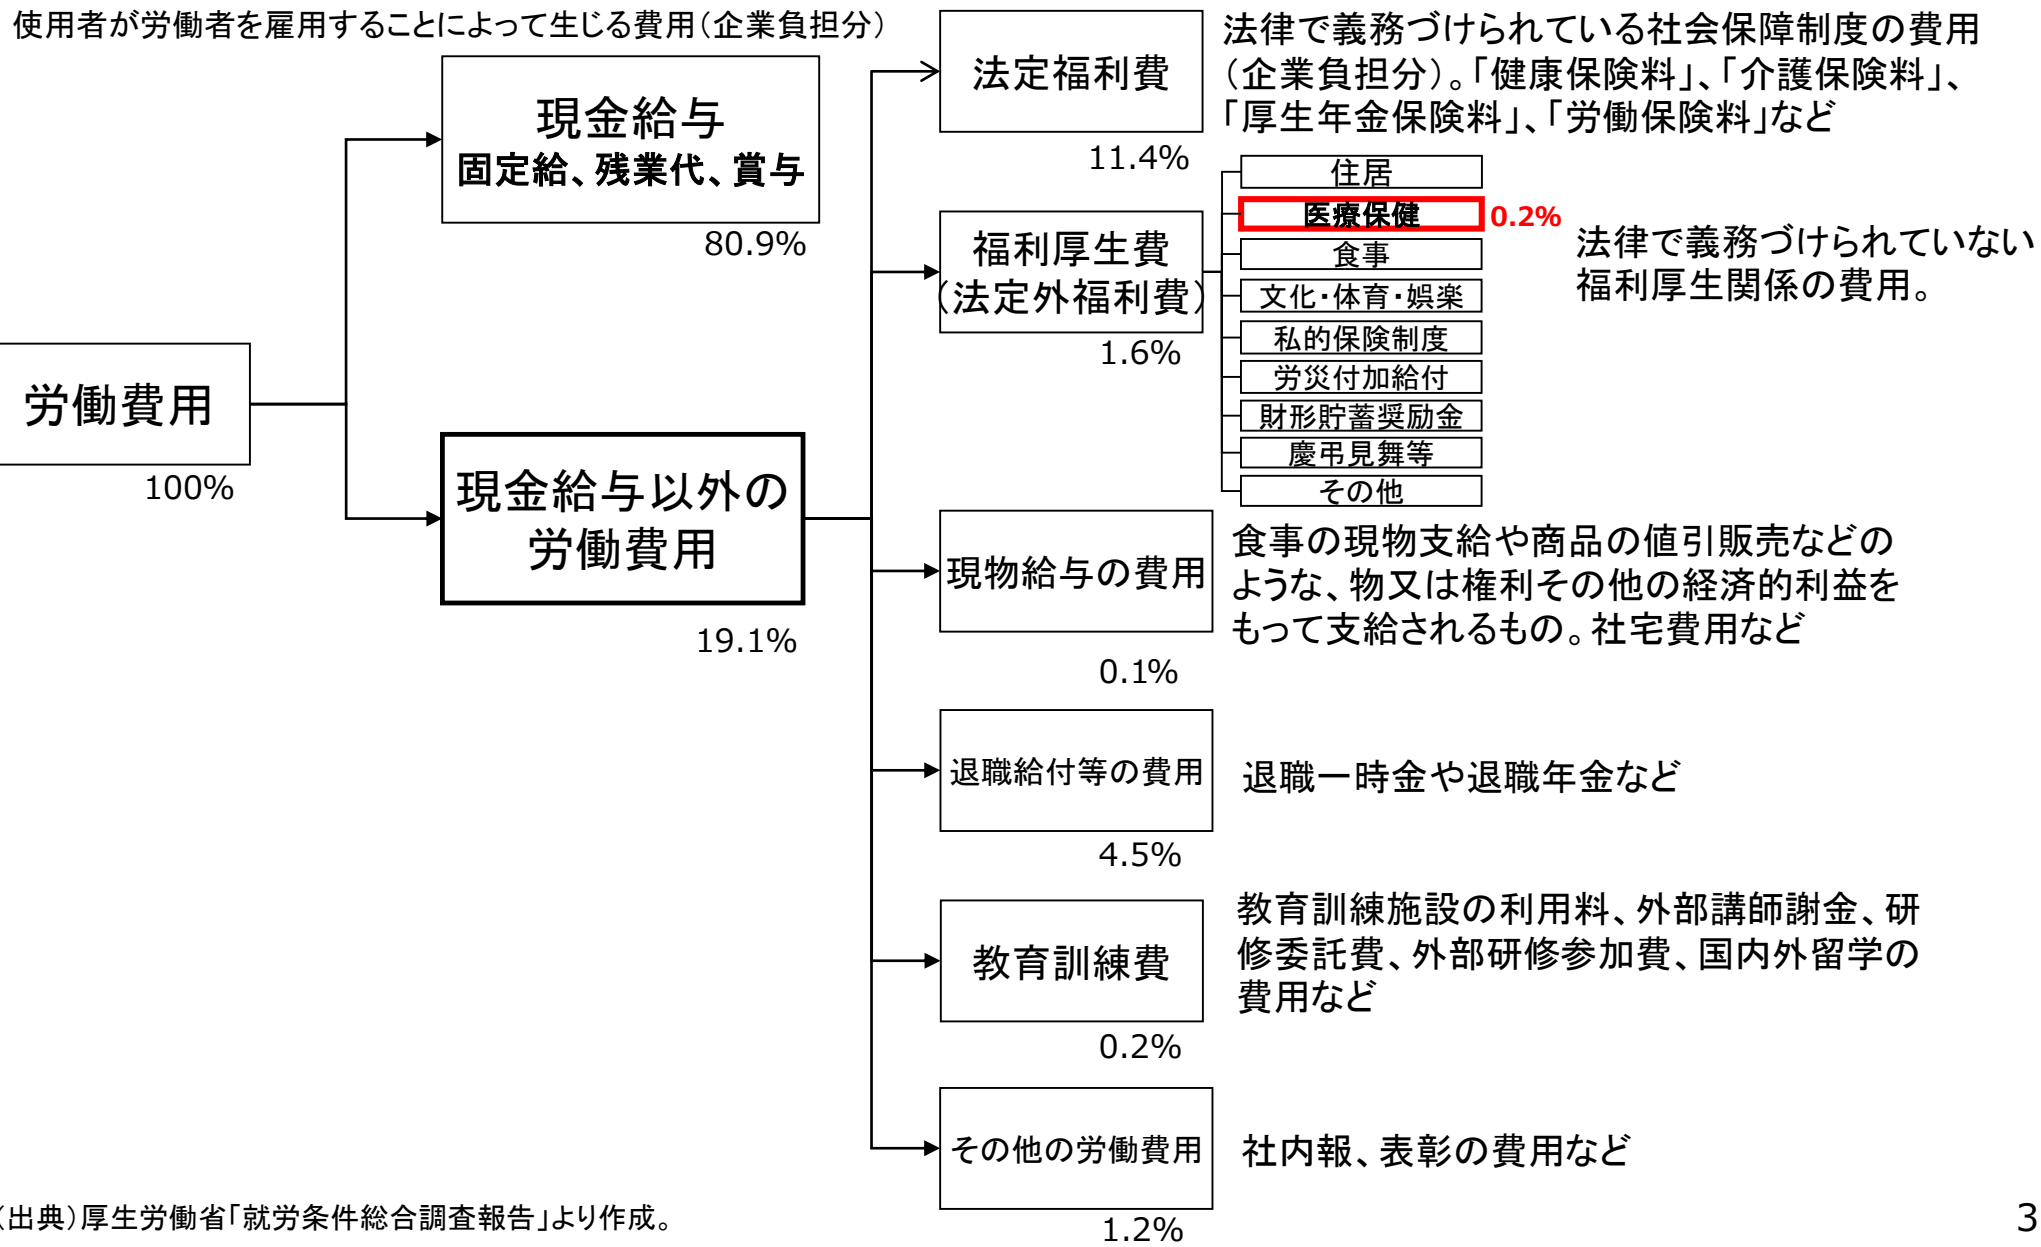 使用者が労働者を雇用することによって生じる費用(企業負担分)
労働費用
100%
現金給与
固定給、残業代、賞与
80.9%
現金給与以外の
労働費用
19.1%
法定福利費
11.4%
法律で義務づけられている社会保障制度の費用
(企業負担分)。「健康保険料」、「介護保険料」、
「厚生年金保険料」、「労働保険料」など
福利厚生費
(法定外福利費)
1.6%
住居
医療保健
0.2%
食事
文化・体育・娯楽
私的保険制度
労災付加給付
財形貯蓄奨励金
慶弔見舞等
その他
法律で義務づけられていない
福利厚生関係の費用。
現物給与の費用
0.1%
食事の現物支給や商品の値引販売などの
ような、物又は権利その他の経済的利益を
もって支給されるもの。社宅費用など
退職給付等の費用
4.5%
退職一時金や退職年金など
教育訓練費
0.2%
教育訓練施設の利用料、外部講師謝金、研
修委託費、外部研修参加費、国内外留学の
費用など
その他の労働費用
1.2%
社内報、表彰の費用など
(出典)厚生労働省「就労条件総合調査報告」より作成。
3